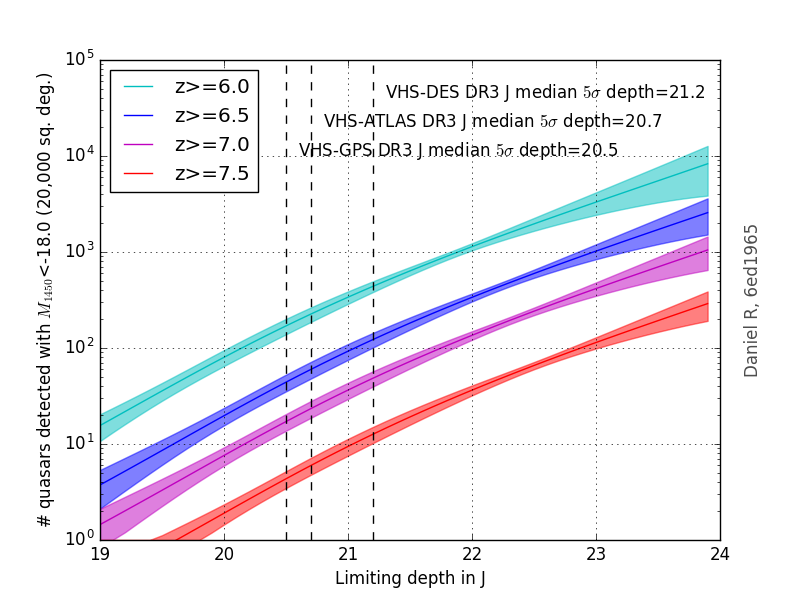 10^5
10^4
10^3
10^2
10^1
10^0
# quasars detected with M_1450<-18.0 (20,000 sq. deg.)
z>=6.0
z>=6.5
z>=7.0
z>=7.5
VHS-DES DR3 J median 5σ depth=21.2
VHS-ATLAS DR3 J median 5σ depth=20.7
VHS-GPS DR3 J median 5σ depth=20.5
19 20 21 22 23 24
Limiting depth in J
Daniel R, 6ed1965